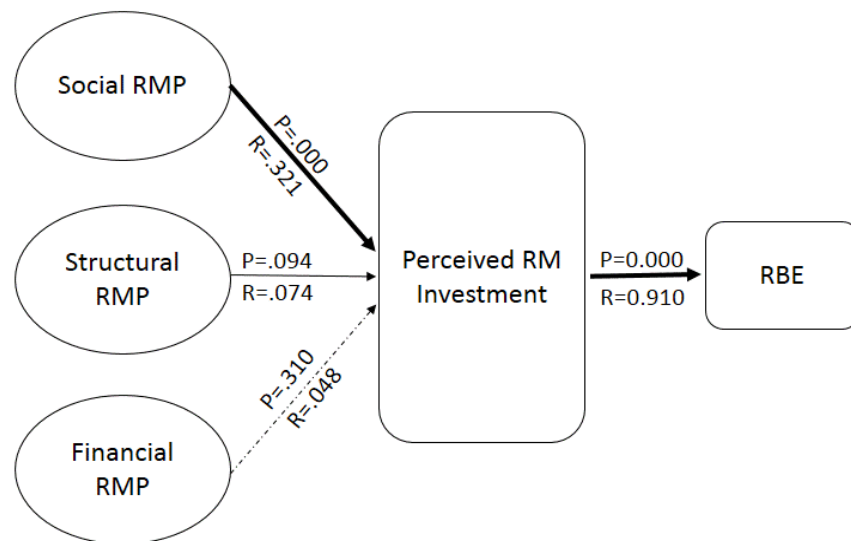 Social RMP
P=.000
R=.321
Structural
RMP
P=.094
R=.074
Financial
RMP
P=.310
R=.048
Perceived RM
Investment
P=0.000
R=0.910
RBE